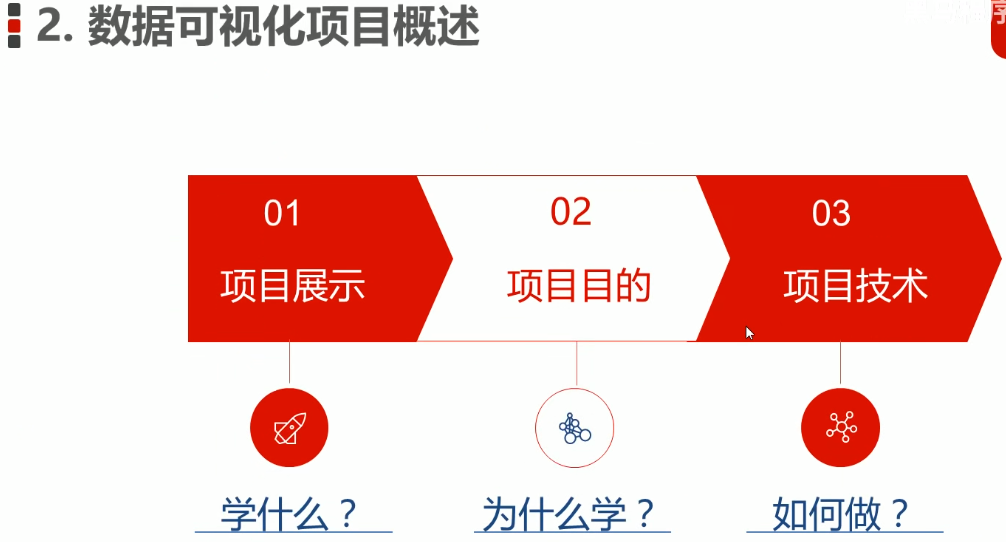 2. 数据可视化项目概述
01
项目展示
02
项目目的
03
项目技术
学什么？
为什么学？
如何做？